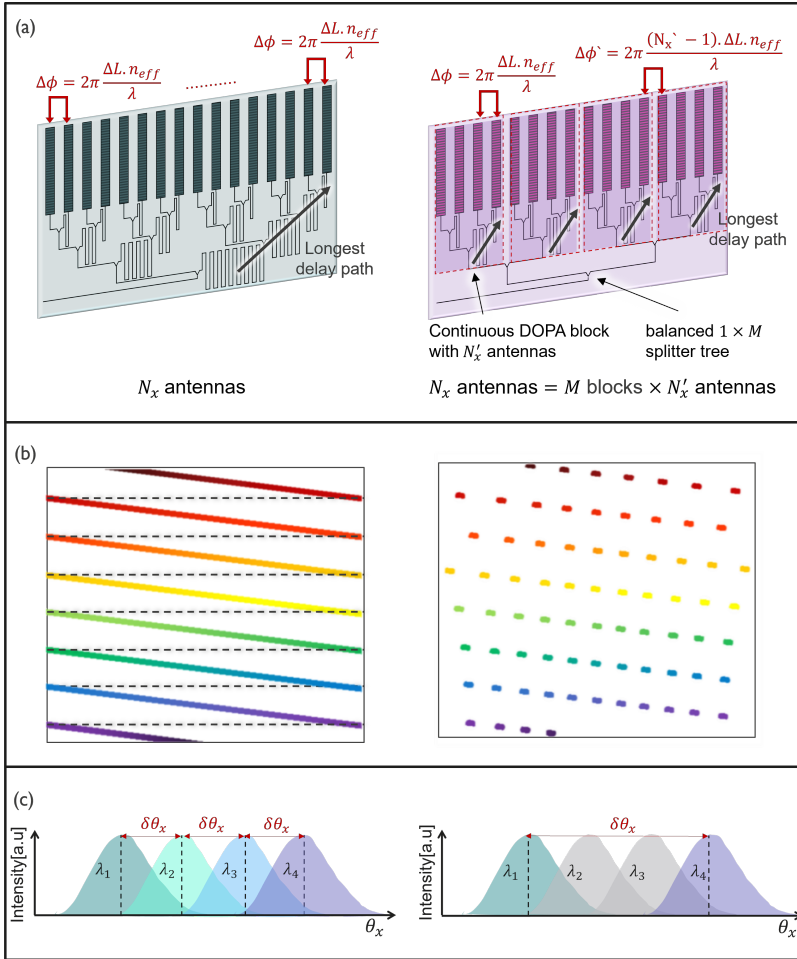 (a)
Δϕ = 2π ΔL.n_eff / λ
..........
Δϕ = 2π ΔL.n_eff / λ
Longest
delay path
N_x antennas
Δϕ = 2π ΔL.n_eff / λ
Δϕ` = 2π (N_x` − 1).ΔL.n_eff / λ
Longest
delay path
Continuous DOPA block
with N_x′ antennas
balanced 1 × M
splitter tree
N_x antennas = M blocks × N_x′ antennas
(b)
(c)
Intensity[a.u]
δθ_x
δθ_x
δθ_x
λ_1
λ_2
λ_3
λ_4
θ_x
Intensity[a.u]
δθ_x
λ_1
λ_2
λ_3
λ_4
θ_x